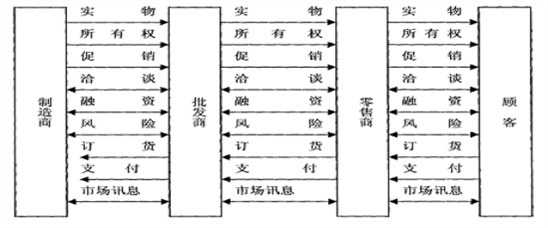 实物 实物 实物
所有权 所有权 所有权
促销 促销 促销
洽谈 洽谈 洽谈
制造商 融资 批发商 融资 零售商 融资 顾客
风险 风险 风险
订货 订货 订货
支付 支付 支付
市场讯息 市场讯息 市场讯息